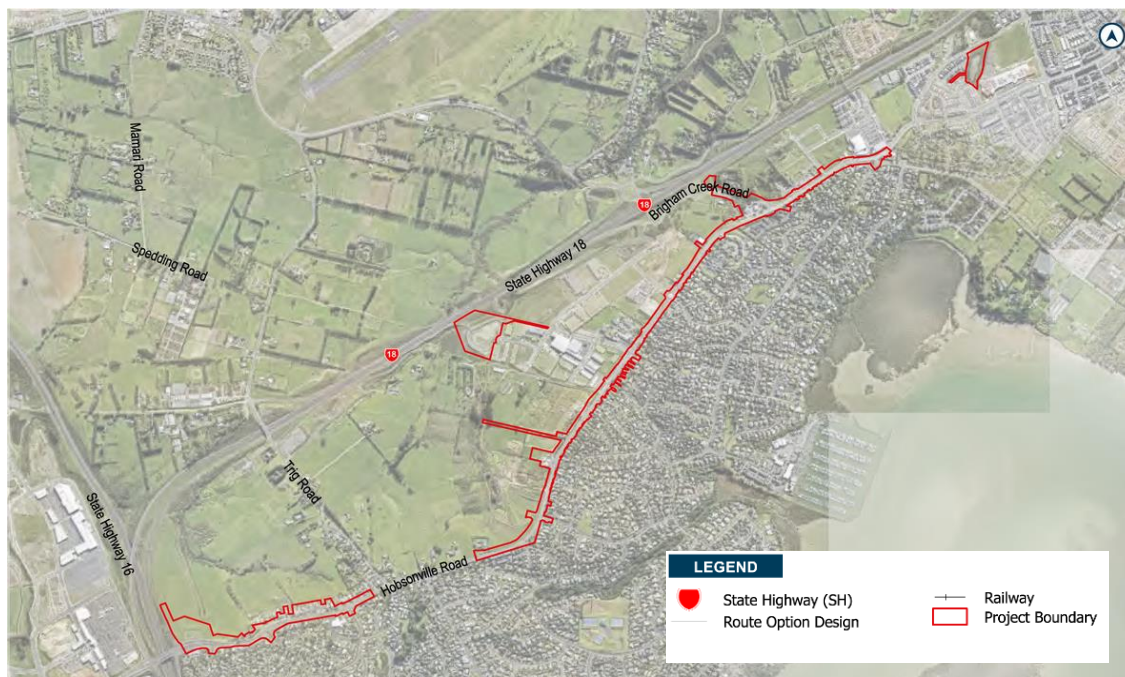 Mamari Road
Spedding Road
18
Brigham Creek Road
State Highway 18
18
Trig Road
State Highway 16
Hobsonville Road
LEGEND
State Highway (SH)
Railway
Route Option Design
Project Boundary